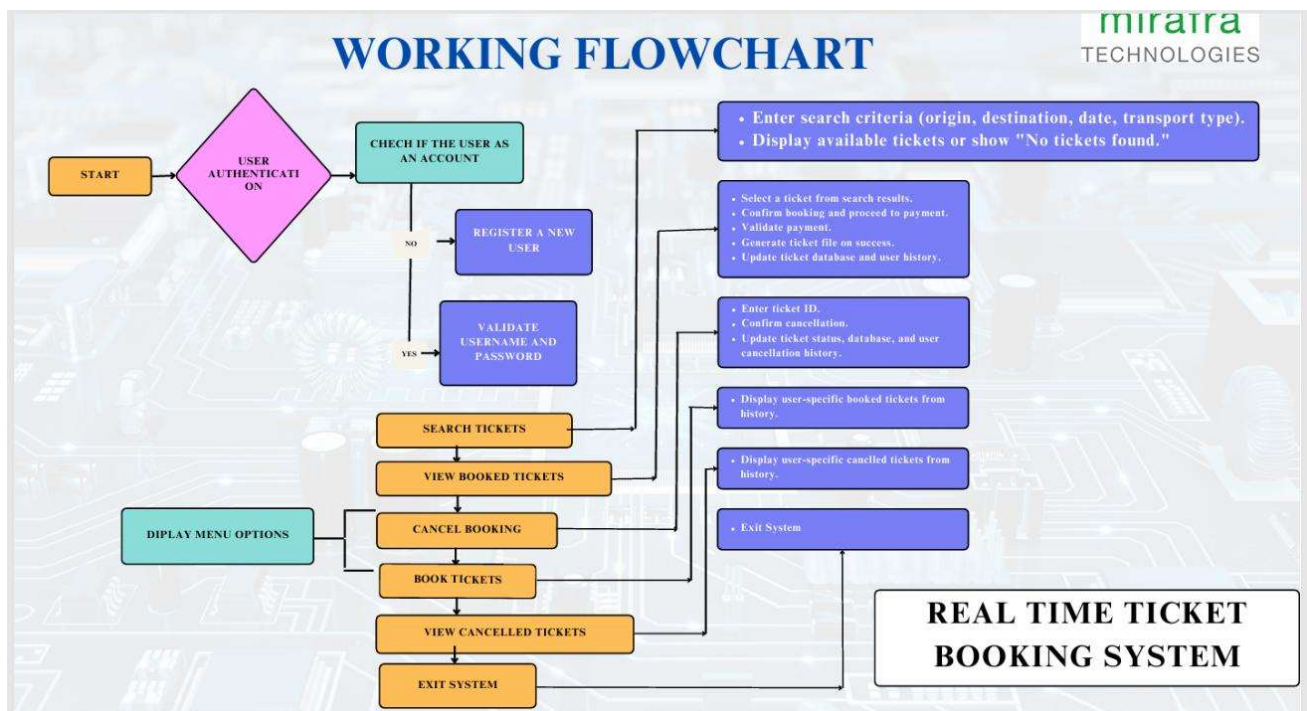 WORKING FLOWCHART
mirafra
TECHNOLOGIES
START
USER
AUTHENTICATI
ON
CHECH IF THE USER AS
AN ACCOUNT
NO
REGISTER A NEW
USER
YES
VALIDATE
USERNAME AND
PASSWORD
DIPLAY MENU OPTIONS
SEARCH TICKETS
VIEW BOOKED TICKETS
CANCEL BOOKING
BOOK TICKETS
VIEW CANCELLED TICKETS
EXIT SYSTEM
• Enter search criteria (origin, destination, date, transport type).
• Display available tickets or show "No tickets found."
• Select a ticket from search results.
• Confirm booking and proceed to payment.
• Validate payment.
• Generate ticket file on success.
• Update ticket database and user history.
• Enter ticket ID.
• Confirm cancellation.
• Update ticket status, database, and user
cancellation history.
• Display user-specific booked tickets from
history.
• Display user-specific canelled tickets from
history.
• Exit System
REAL TIME TICKET
BOOKING SYSTEM